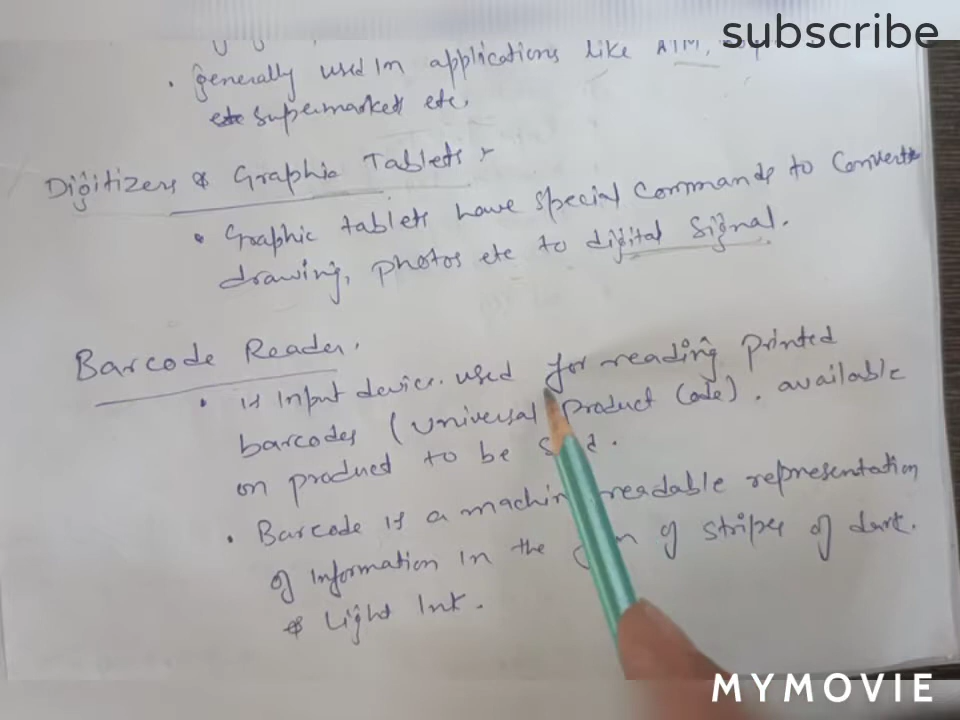 subscribe
• generally used in applications like ATM,
etc supermarkets etc.
Digitizers & Graphic Tablets :-
• Graphic tablets have special commands to convert
drawing, photos etc to digital signal.
Barcode Reader.
• is input device. used for reading printed
barcodes (Universal Product Code). available
on product to be
• Barcode is a machine readable representation
of information in the of stripes of dark.
& Light Ink.
MYMOVIE